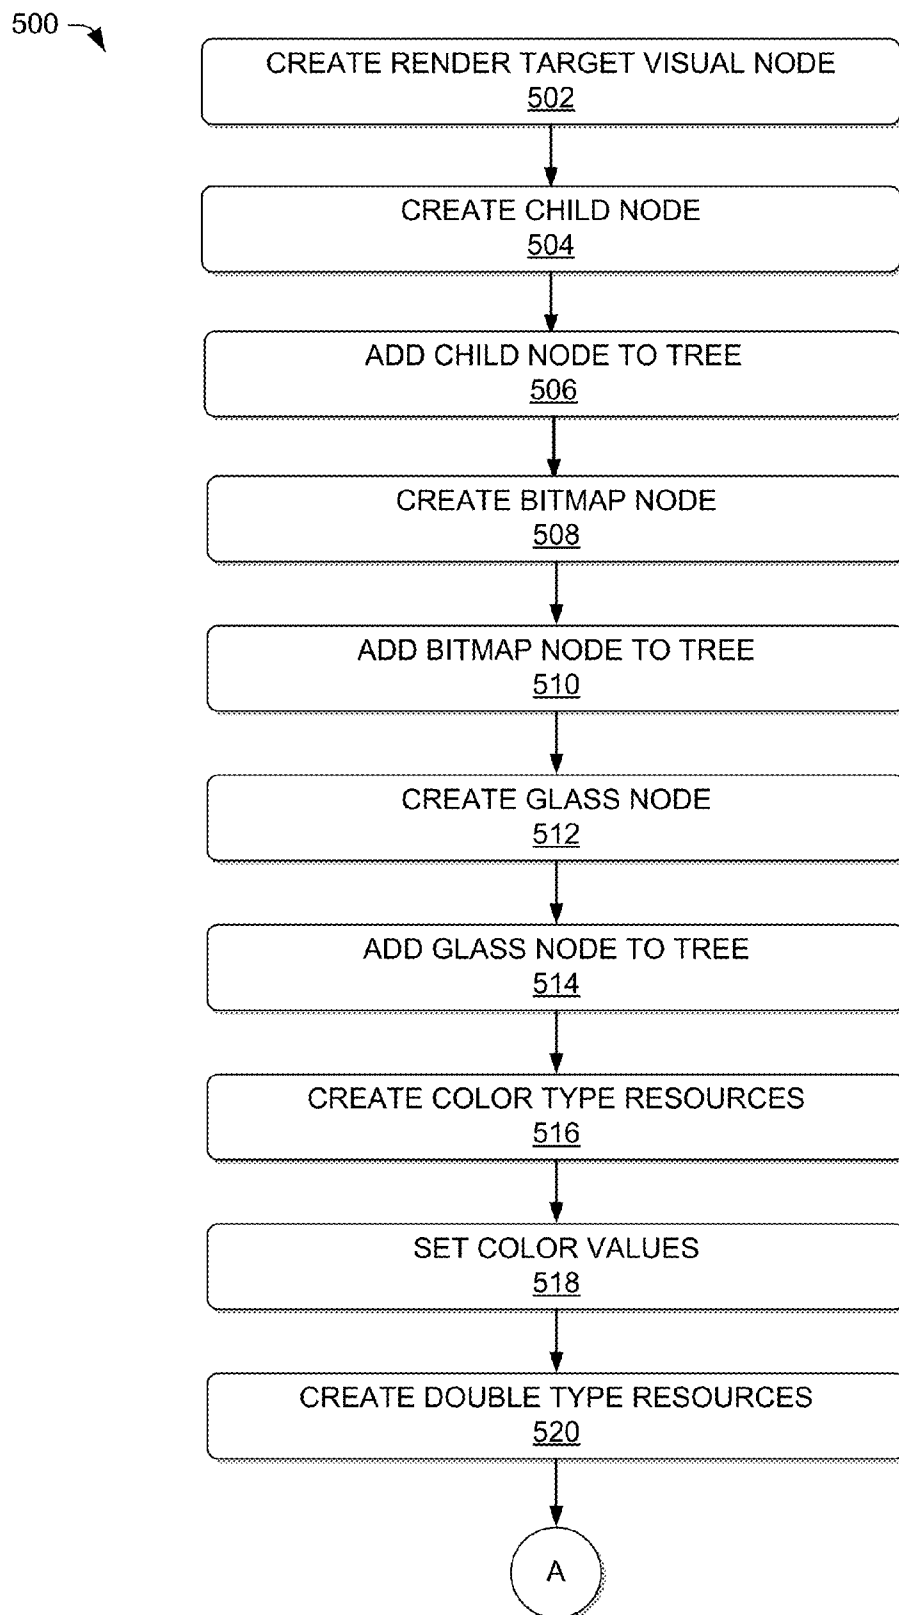 500
CREATE RENDER TARGET VISUAL NODE
502
CREATE CHILD NODE
504
ADD CHILD NODE TO TREE
506
CREATE BITMAP NODE
508
ADD BITMAP NODE TO TREE
510
CREATE GLASS NODE
512
ADD GLASS NODE TO TREE
514
CREATE COLOR TYPE RESOURCES
516
SET COLOR VALUES
518
CREATE DOUBLE TYPE RESOURCES
520
A